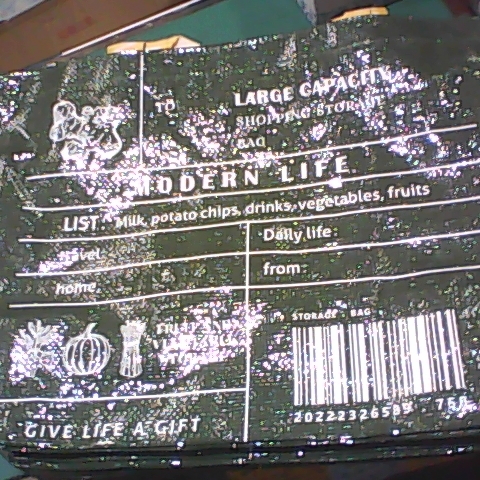 TO
LARGE CAPACITY
SHOPPING STORAGE
BAG
MODERN LIFE
LIST: Milk, potato chips, drinks, vegetables, fruits
travel
Daily life
home
from
STORAGE BAG
GIVE LIFE A GIFT